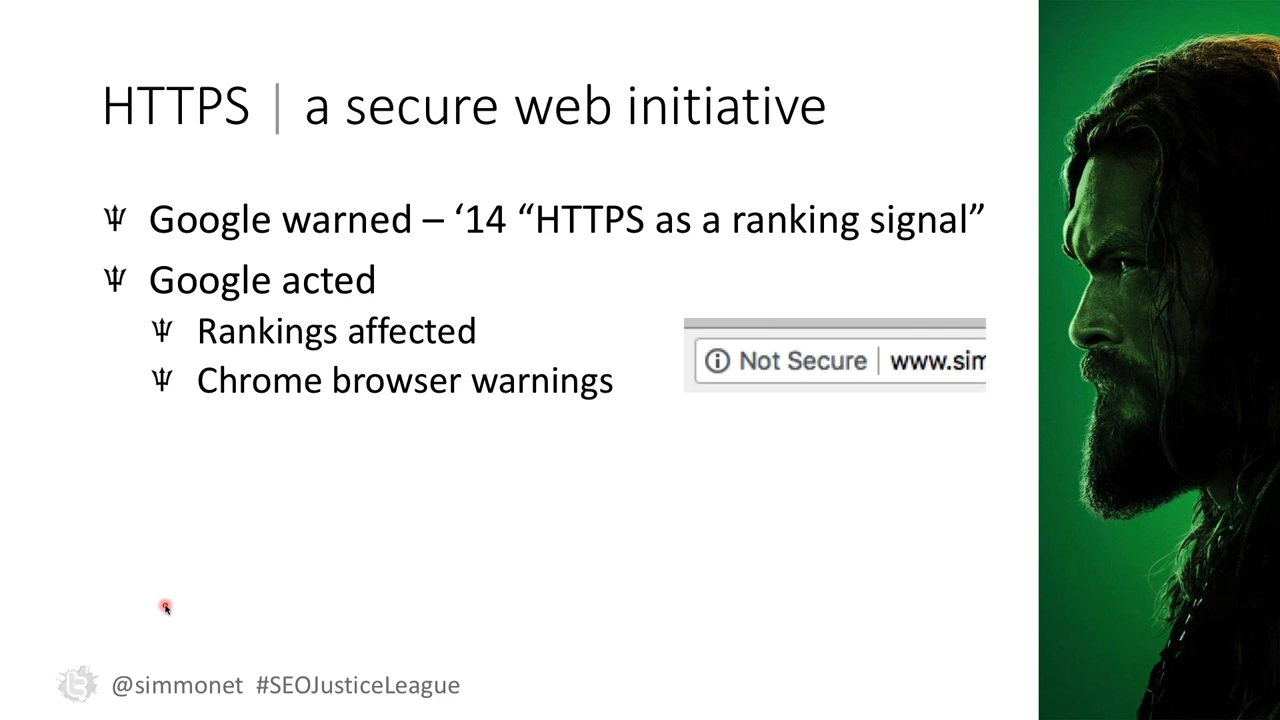 HTTPS | a secure web initiative
Google warned – ‘14 “HTTPS as a ranking signal”
Google acted
Rankings affected
Chrome browser warnings
Not Secure | www.sim
@simmonet #SEOJusticeLeague